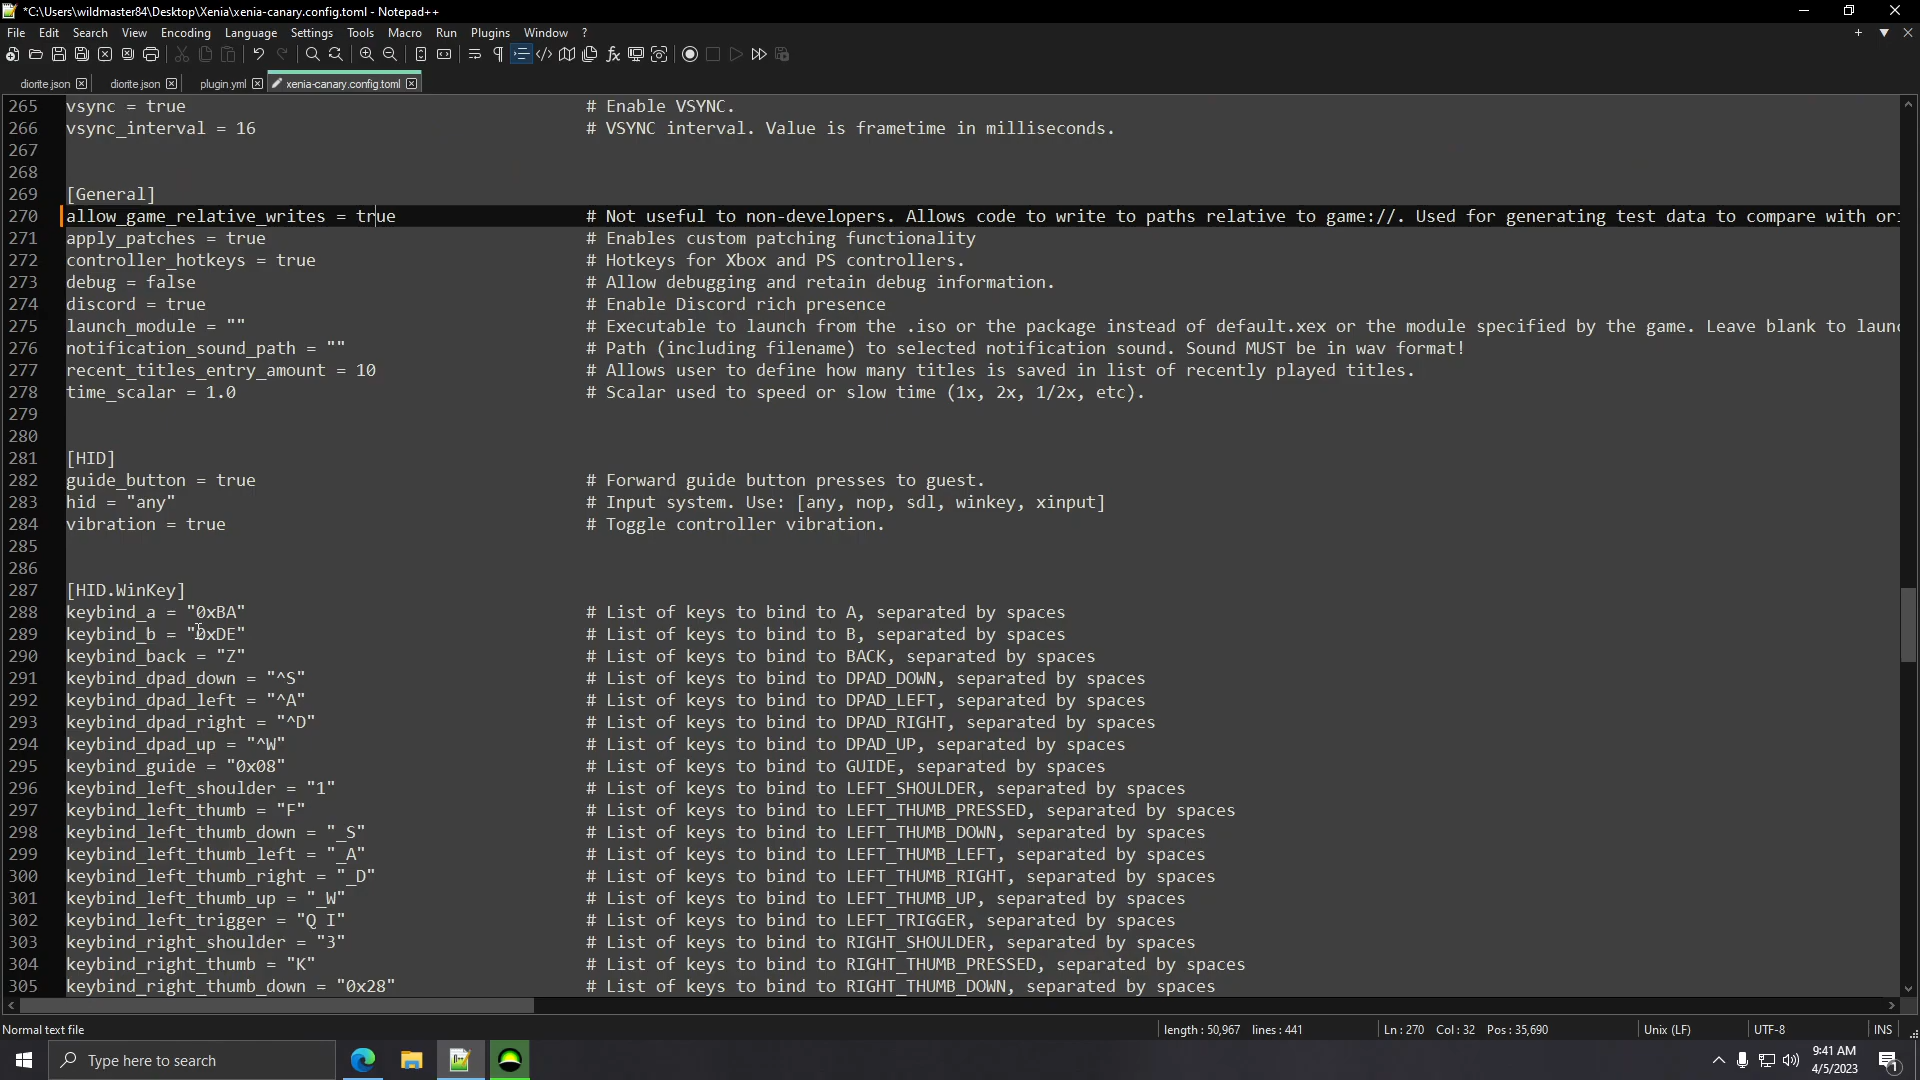 *C:\Users\wildmaster84\Desktop\Xenia\xenia-canary.config.toml - Notepad++
File Edit Search View Encoding Language Settings Tools Macro Run Plugins Window ?
diorite.json diorite.json plugin.yml xenia-canary.config.toml
265 vsync = true # Enable VSYNC.
266 vsync_interval = 16 # VSYNC interval. Value is frametime in milliseconds.
267
268
269 [General]
270 allow_game_relative_writes = true # Not useful to non-developers. Allows code to write to paths relative to game://. Used for generating test data to compare with ori
271 apply_patches = true # Enables custom patching functionality
272 controller_hotkeys = true # Hotkeys for Xbox and PS controllers.
273 debug = false # Allow debugging and retain debug information.
274 discord = true # Enable Discord rich presence
275 launch_module = "" # Executable to launch from the .iso or the package instead of default.xex or the module specified by the game. Leave blank to laun
276 notification_sound_path = "" # Path (including filename) to selected notification sound. Sound MUST be in wav format!
277 recent_titles_entry_amount = 10 # Allows user to define how many titles is saved in list of recently played titles.
278 time_scalar = 1.0 # Scalar used to speed or slow time (1x, 2x, 1/2x, etc).
279
280
281 [HID]
282 guide_button = true # Forward guide button presses to guest.
283 hid = "any" # Input system. Use: [any, nop, sdl, winkey, xinput]
284 vibration = true # Toggle controller vibration.
285
286
287 [HID.WinKey]
288 keybind_a = "0xBA" # List of keys to bind to A, separated by spaces
289 keybind_b = "0xDE" # List of keys to bind to B, separated by spaces
290 keybind_back = "Z" # List of keys to bind to BACK, separated by spaces
291 keybind_dpad_down = "^S" # List of keys to bind to DPAD_DOWN, separated by spaces
292 keybind_dpad_left = "^A" # List of keys to bind to DPAD_LEFT, separated by spaces
293 keybind_dpad_right = "^D" # List of keys to bind to DPAD_RIGHT, separated by spaces
294 keybind_dpad_up = "^W" # List of keys to bind to DPAD_UP, separated by spaces
295 keybind_guide = "0x08" # List of keys to bind to GUIDE, separated by spaces
296 keybind_left_shoulder = "1" # List of keys to bind to LEFT_SHOULDER, separated by spaces
297 keybind_left_thumb = "F" # List of keys to bind to LEFT_THUMB_PRESSED, separated by spaces
298 keybind_left_thumb_down = "_S" # List of keys to bind to LEFT_THUMB_DOWN, separated by spaces
299 keybind_left_thumb_left = "_A" # List of keys to bind to LEFT_THUMB_LEFT, separated by spaces
300 keybind_left_thumb_right = "_D" # List of keys to bind to LEFT_THUMB_RIGHT, separated by spaces
301 keybind_left_thumb_up = "_W" # List of keys to bind to LEFT_THUMB_UP, separated by spaces
302 keybind_left_trigger = "Q I" # List of keys to bind to LEFT_TRIGGER, separated by spaces
303 keybind_right_shoulder = "3" # List of keys to bind to RIGHT_SHOULDER, separated by spaces
304 keybind_right_thumb = "K" # List of keys to bind to RIGHT_THUMB_PRESSED, separated by spaces
305 keybind_right_thumb_down = "0x28" # List of keys to bind to RIGHT_THUMB_DOWN, separated by spaces
Normal text file length : 50,967 lines : 441 Ln : 270 Col : 32 Pos : 35,690 Unix (LF) UTF-8 INS
Type here to search 9:41 AM
4/5/2023 1